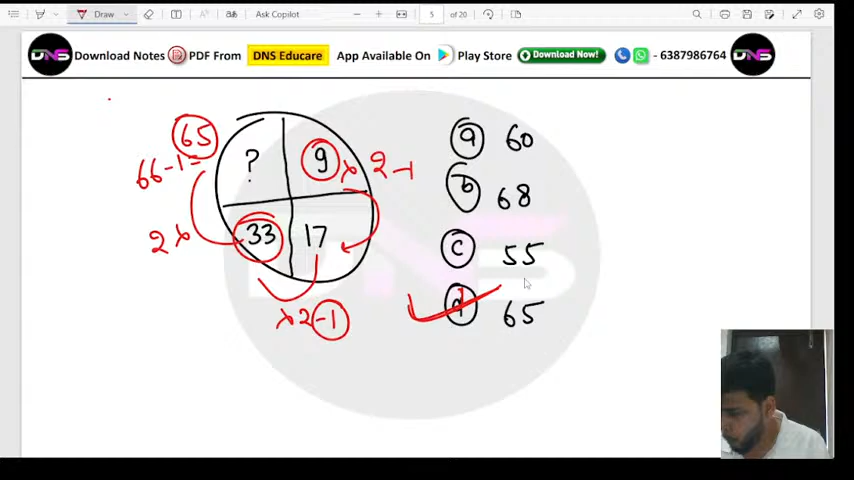 Draw
Ask Copilot
5 of 20
DNS Download Notes PDF From DNS Educare App Available On Play Store Download Now! - 6387986764 DNS
65
66-1=
? 9 x 2-1
2x 33 17
x2-1
a 60
b 68
c 55
d 65